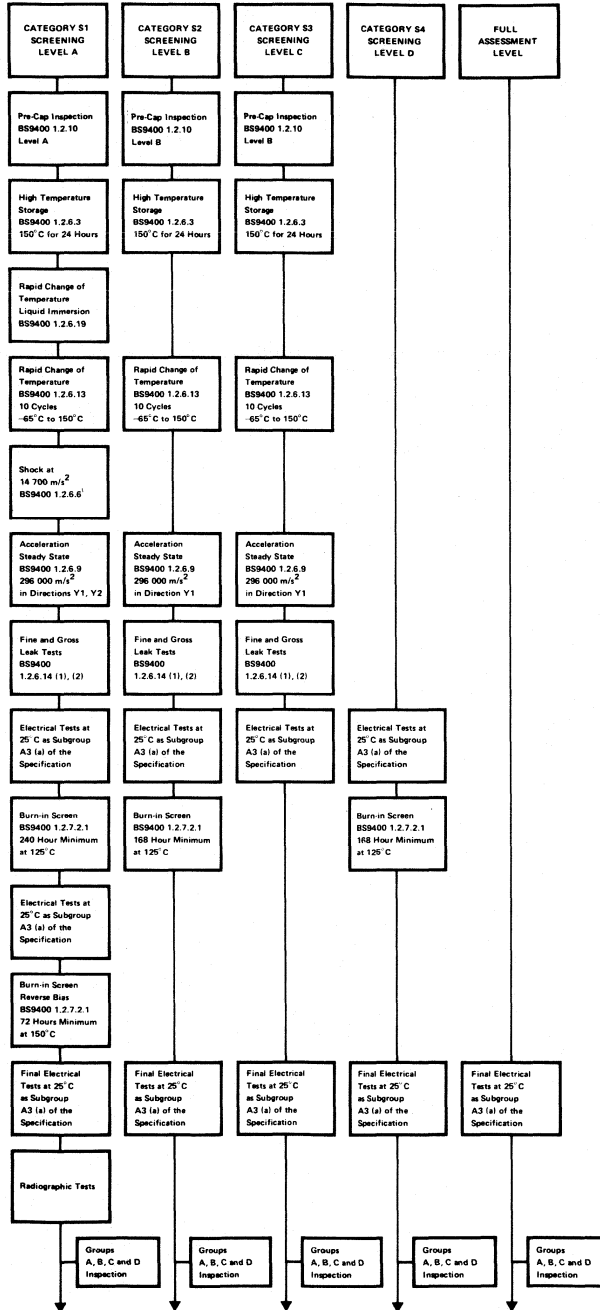 CATEGORY S1
SCREENING
LEVEL A
CATEGORY S2
SCREENING
LEVEL B
CATEGORY S3
SCREENING
LEVEL C
CATEGORY S4
SCREENING
LEVEL D
FULL
ASSESSMENT
LEVEL
Pre-Cap Inspection
BS9400 1.2.10
Level A
Pre-Cap Inspection
BS9400 1.2.10
Level B
Pre-Cap Inspection
BS9400 1.2.10
Level B
High Temperature
Storage
BS9400 1.2.6.3
150°C for 24 Hours
High Temperature
Storage
BS9400 1.2.6.3
150°C for 24 Hours
High Temperature
Storage
BS9400 1.2.6.3
150°C for 24 Hours
Rapid Change of
Temperature
Liquid Immersion
BS9400 1.2.6.19
Rapid Change of
Temperature
BS9400 1.2.6.13
10 Cycles
–65°C to 150°C
Rapid Change of
Temperature
BS9400 1.2.6.13
10 Cycles
–65°C to 150°C
Rapid Change of
Temperature
BS9400 1.2.6.13
10 Cycles
–65°C to 150°C
Shock at
14 700 m/s²
BS9400 1.2.6.6
Acceleration
Steady State
BS9400 1.2.6.9
296 000 m/s²
in Directions Y1, Y2
Acceleration
Steady State
BS9400 1.2.6.9
296 000 m/s²
in Direction Y1
Acceleration
Steady State
BS9400 1.2.6.9
296 000 m/s²
in Direction Y1
Fine and Gross
Leak Tests
BS9400
1.2.6.14 (1), (2)
Fine and Gross
Leak Tests
BS9400
1.2.6.14 (1), (2)
Fine and Gross
Leak Tests
BS9400
1.2.6.14 (1), (2)
Electrical Tests at
25°C as Subgroup
A3 (a) of the
Specification
Electrical Tests at
25°C as Subgroup
A3 (a) of the
Specification
Electrical Tests at
25°C as Subgroup
A3 (a) of the
Specification
Electrical Tests at
25°C as Subgroup
A3 (a) of the
Specification
Burn-in Screen
BS9400 1.2.7.2.1
240 Hour Minimum
at 125°C
Burn-in Screen
BS9400 1.2.7.2.1
168 Hour Minimum
at 125°C
Burn-in Screen
BS9400 1.2.7.2.1
168 Hour Minimum
at 125°C
Electrical Tests at
25°C as Subgroup
A3 (a) of the
Specification
Burn-in Screen
Reverse Bias
BS9400 1.2.7.2.1
72 Hours Minimum
at 150°C
Final Electrical
Tests at 25°C
as Subgroup
A3 (a) of the
Specification
Final Electrical
Tests at 25°C
as Subgroup
A3 (a) of the
Specification
Final Electrical
Tests at 25°C
as Subgroup
A3 (a) of the
Specification
Final Electrical
Tests at 25°C
as Subgroup
A3 (a) of the
Specification
Final Electrical
Tests at 25°C
as Subgroup
A3 (a) of the
Specification
Radiographic Tests
Groups
A, B, C and D
Inspection
Groups
A, B, C and D
Inspection
Groups
A, B, C and D
Inspection
Groups
A, B, C and D
Inspection
Groups
A, B, C and D
Inspection